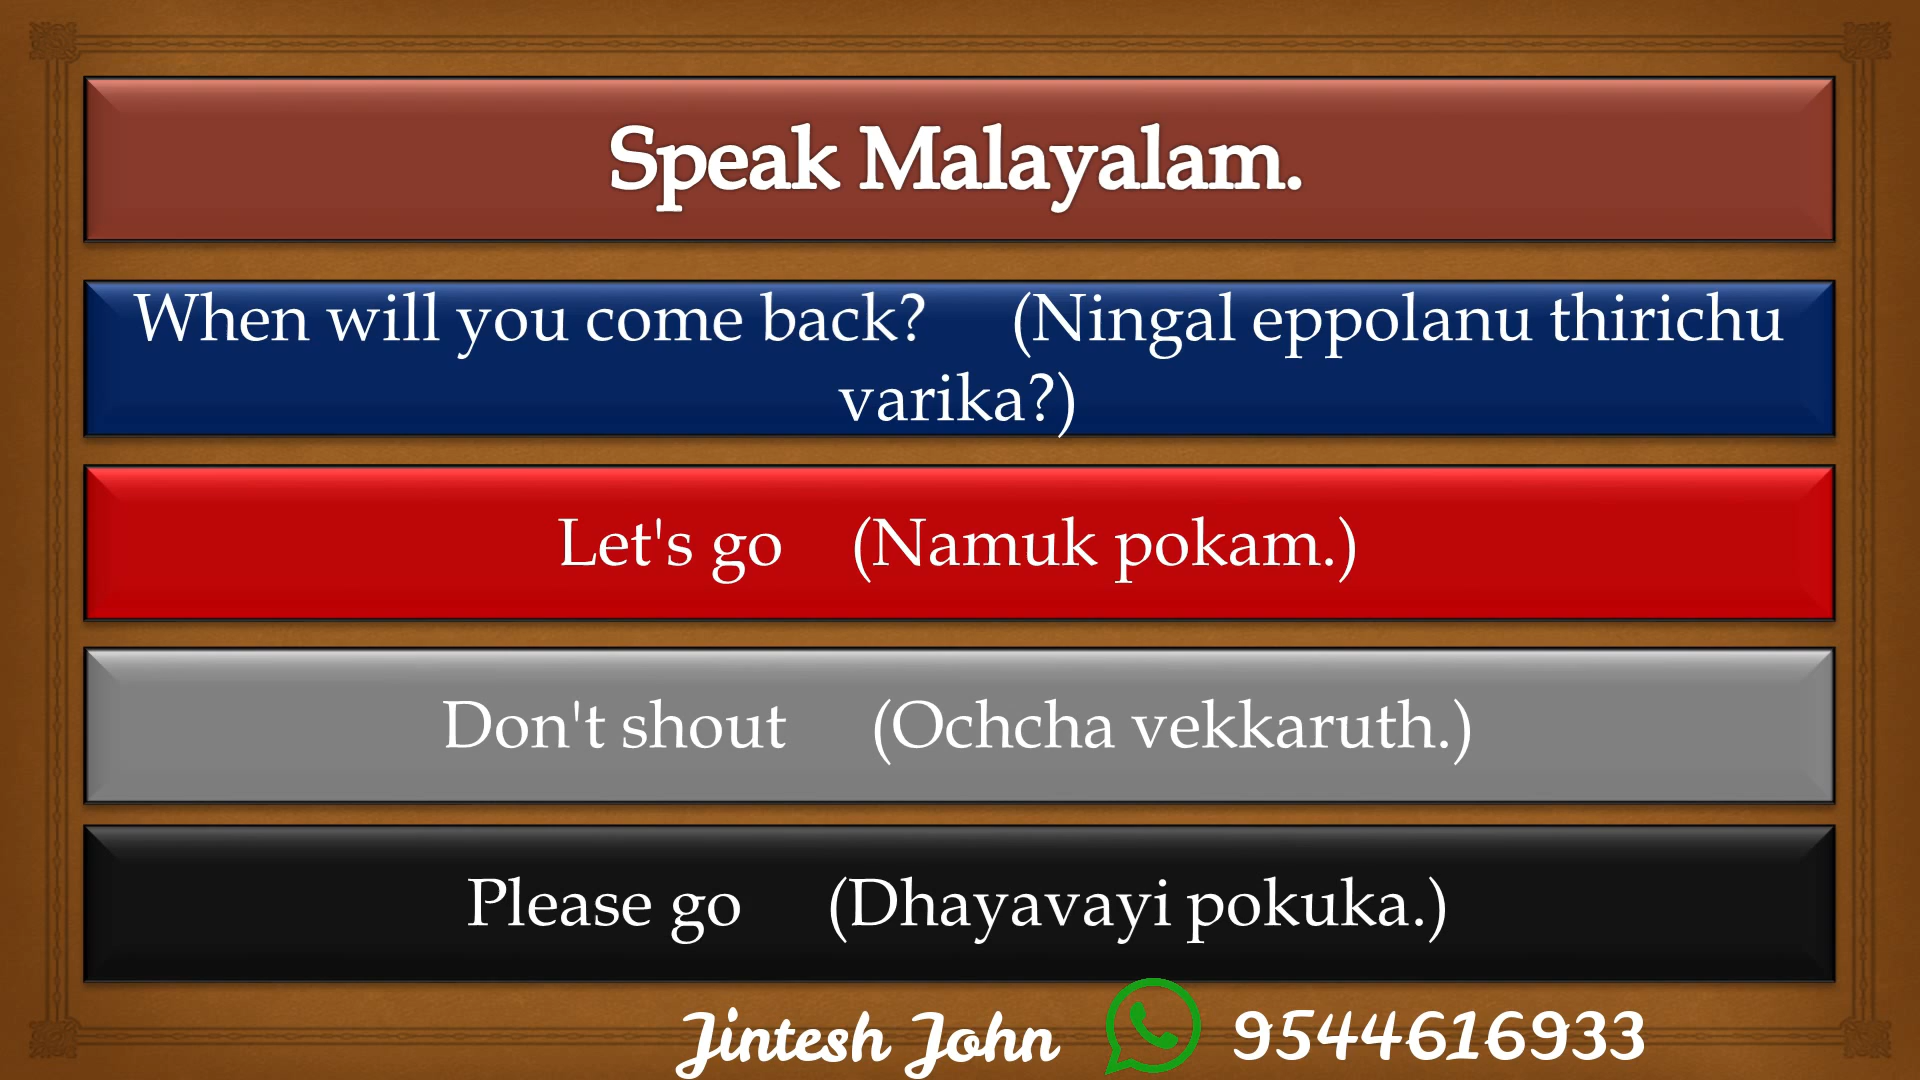 Speak Malayalam.
When will you come back? (Ningal eppolanu thirichu
varika?)
Let's go (Namuk pokam.)
Don't shout (Ochcha vekkaruth.)
Please go (Dhayavayi pokuka.)
Jintesh John 9544616933